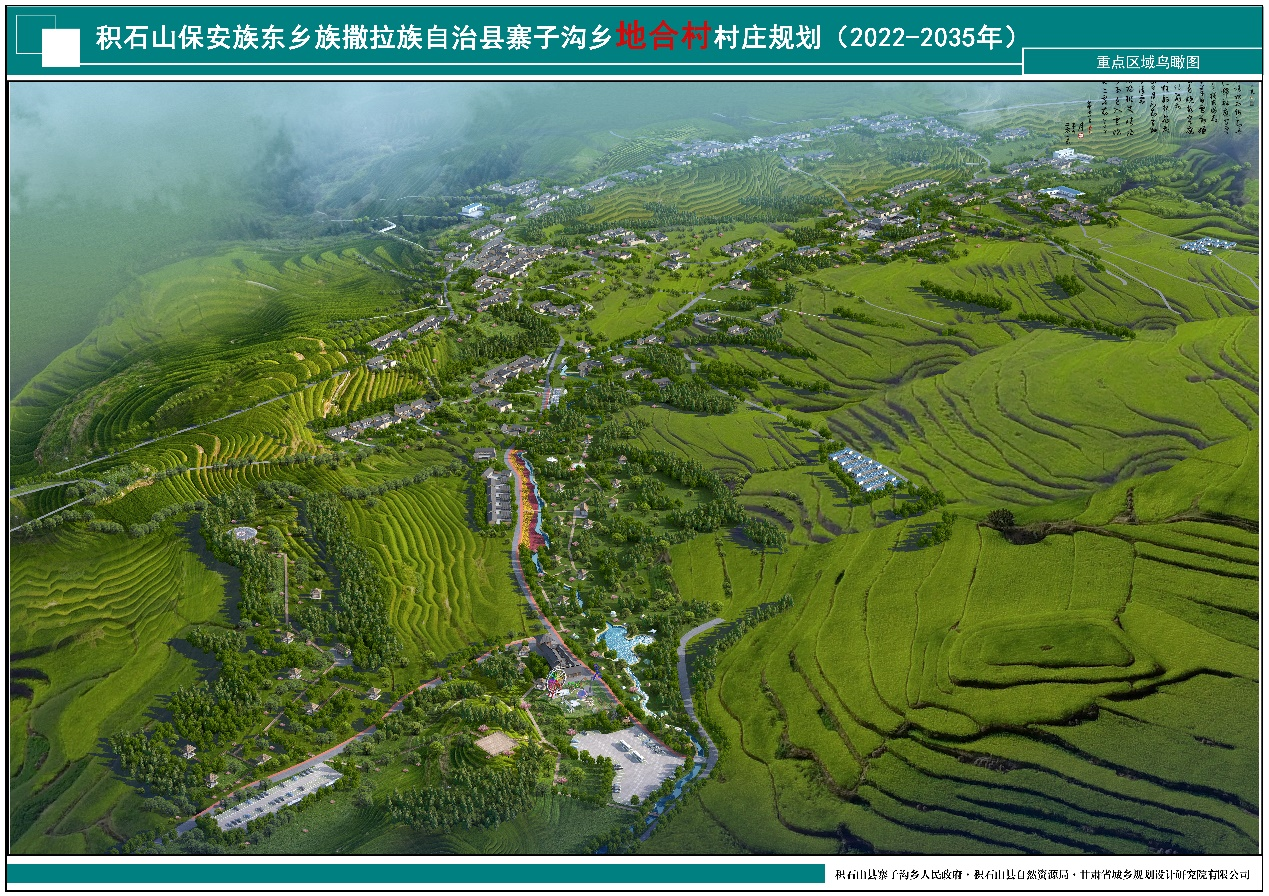 积石山保安族东乡族撒拉族自治县寨子沟乡地合村村庄规划（2022-2035年）
重点区域鸟瞰图
积石山县寨子沟乡人民政府·积石山县自然资源局·甘肃省城乡规划设计研究院有限公司